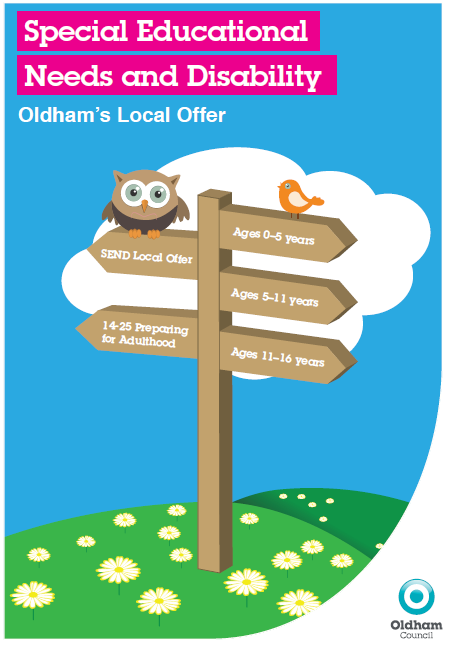 Special Educational
Needs and Disability
Oldham's Local Offer
SEND Local Offer
Ages 0–5 years
Ages 5–11 years
14-25 Preparing
for Adulthood
Ages 11–16 years
Oldham
Council